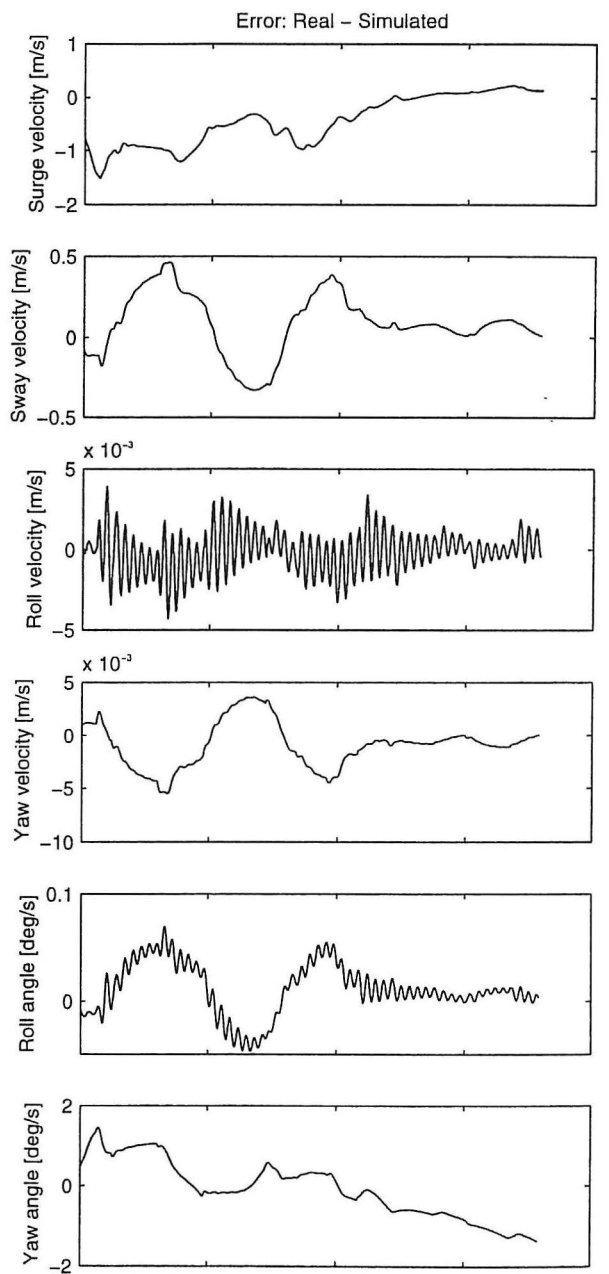 Error: Real – Simulated
Surge velocity [m/s]
1
0
−1
−2
Sway velocity [m/s]
0.5
0
−0.5
x 10⁻³
Roll velocity [m/s]
5
0
−5
x 10⁻³
Yaw velocity [m/s]
5
0
−5
−10
Roll angle [deg/s]
0.1
0
Yaw angle [deg/s]
2
0
−2